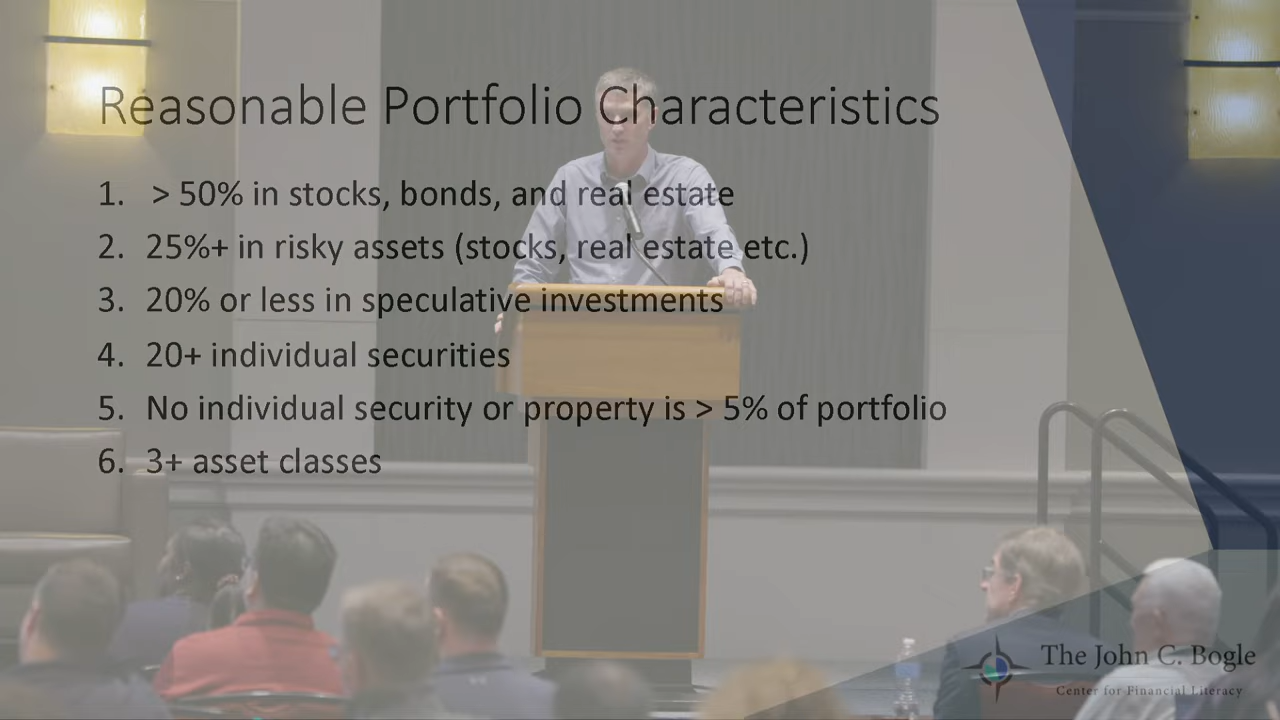 Reasonable Portfolio Characteristics
1. > 50% in stocks, bonds, and real estate
2. 25%+ in risky assets (stocks, real estate etc.)
3. 20% or less in speculative investments
4. 20+ individual securities
5. No individual security or property is > 5% of portfolio
6. 3+ asset classes
The John C. Bogle
Center for Financial Literacy